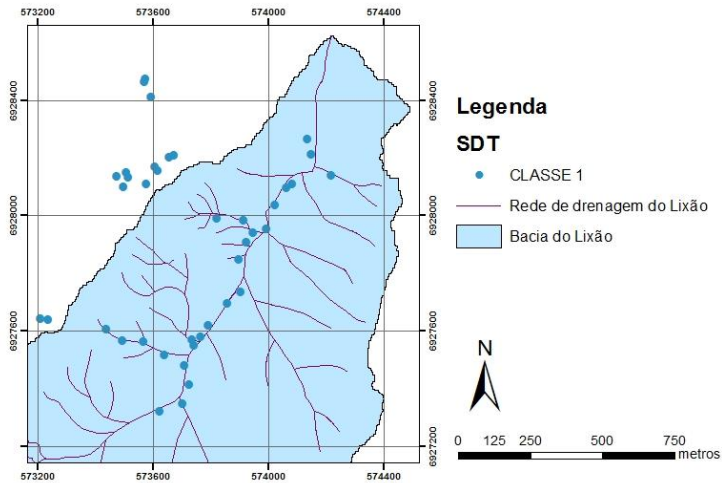 573200 573600 574000 574400
6928400
6928400
6928000
6928000
6927600
6927600
6927200
6927200
573200 573600 574000 574400
Legenda
SDT
CLASSE 1
Rede de drenagem do Lixão
Bacia do Lixão
N
0 125 250 500 750
metros